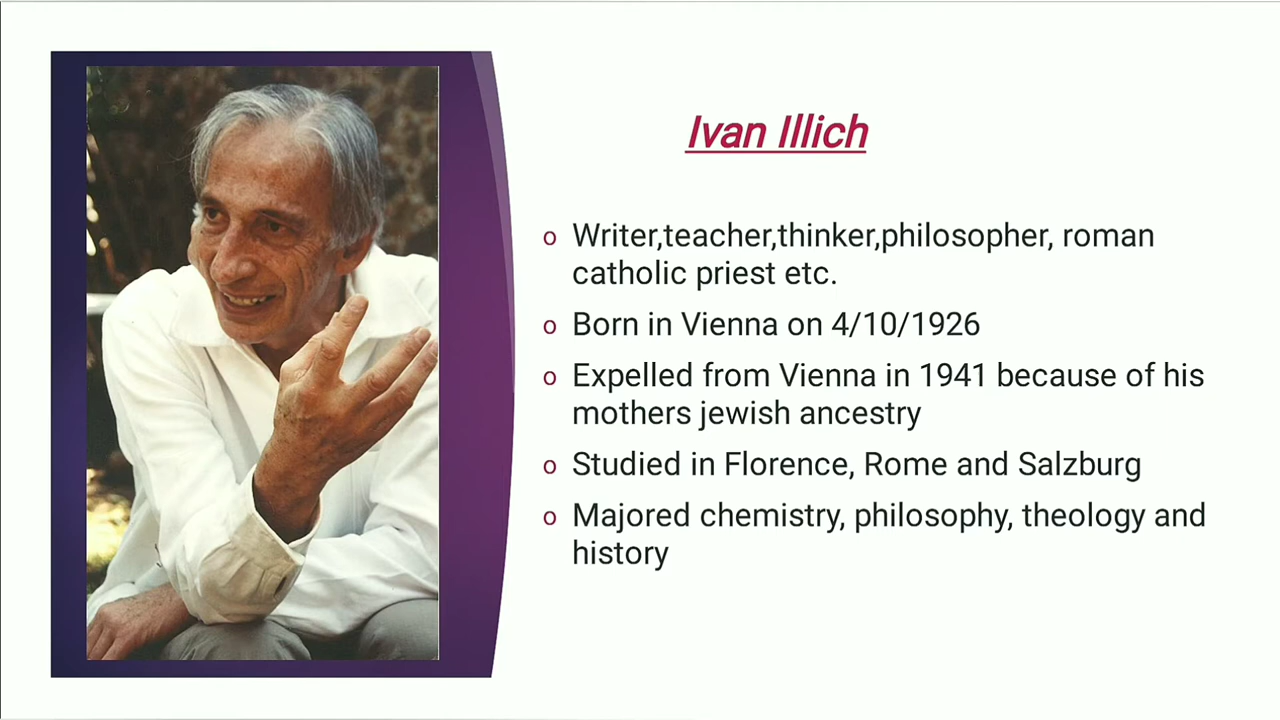 Ivan Illich
o Writer,teacher,thinker,philosopher, roman
catholic priest etc.
o Born in Vienna on 4/10/1926
o Expelled from Vienna in 1941 because of his
mothers jewish ancestry
o Studied in Florence, Rome and Salzburg
o Majored chemistry, philosophy, theology and
history